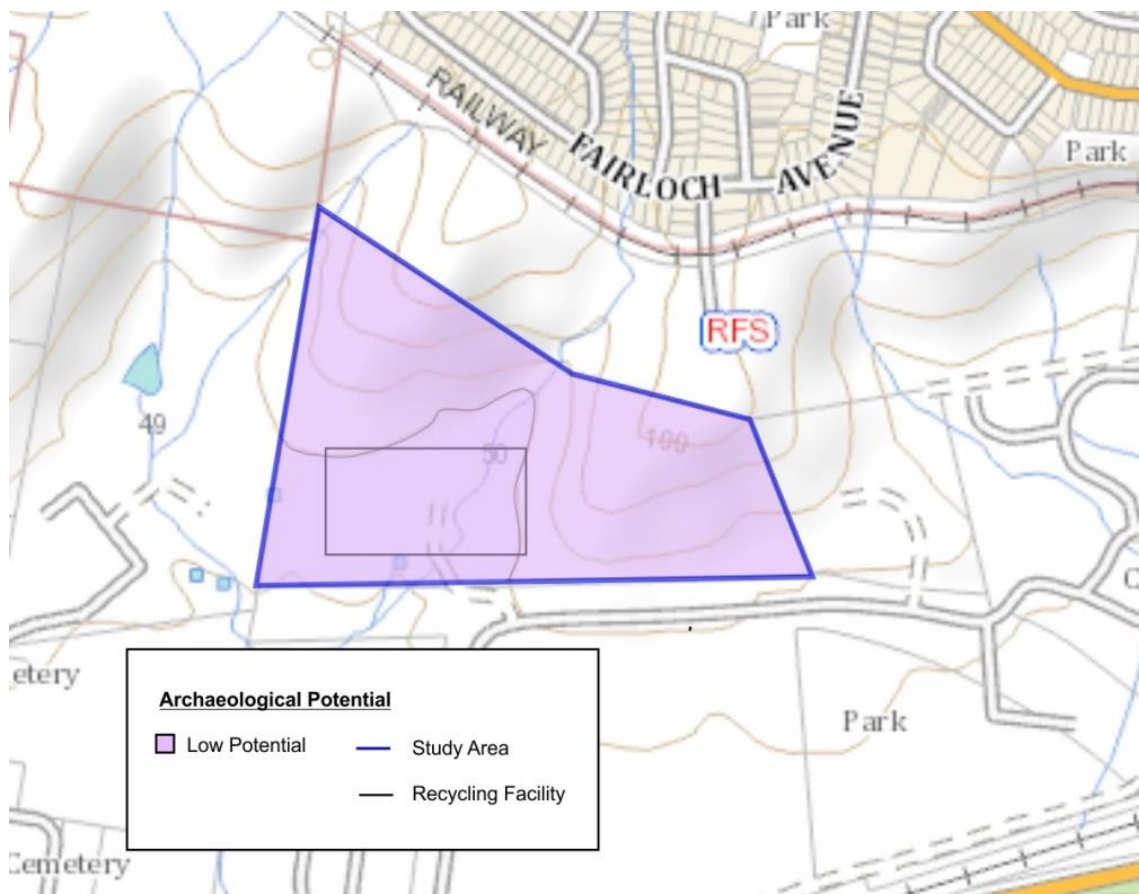 Park
RAILWAY
FAIRLOCH
AVENUE
Park
RFS
49
50
100
C
etery
Archaeological Potential
Low Potential
Study Area
Recycling Facility
Park
Cemetery